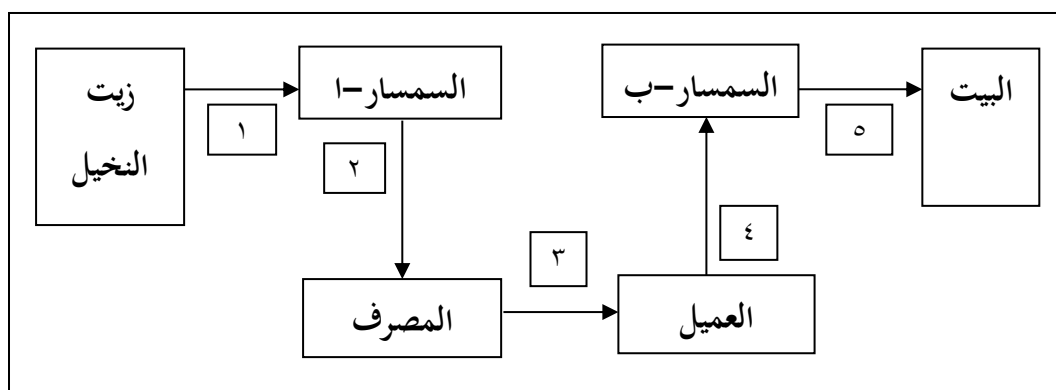 زيت
النخيل
١
السمسار–ا
٢
المصرف
٣
العميل
٤
السمسار–ب
٥
البيت